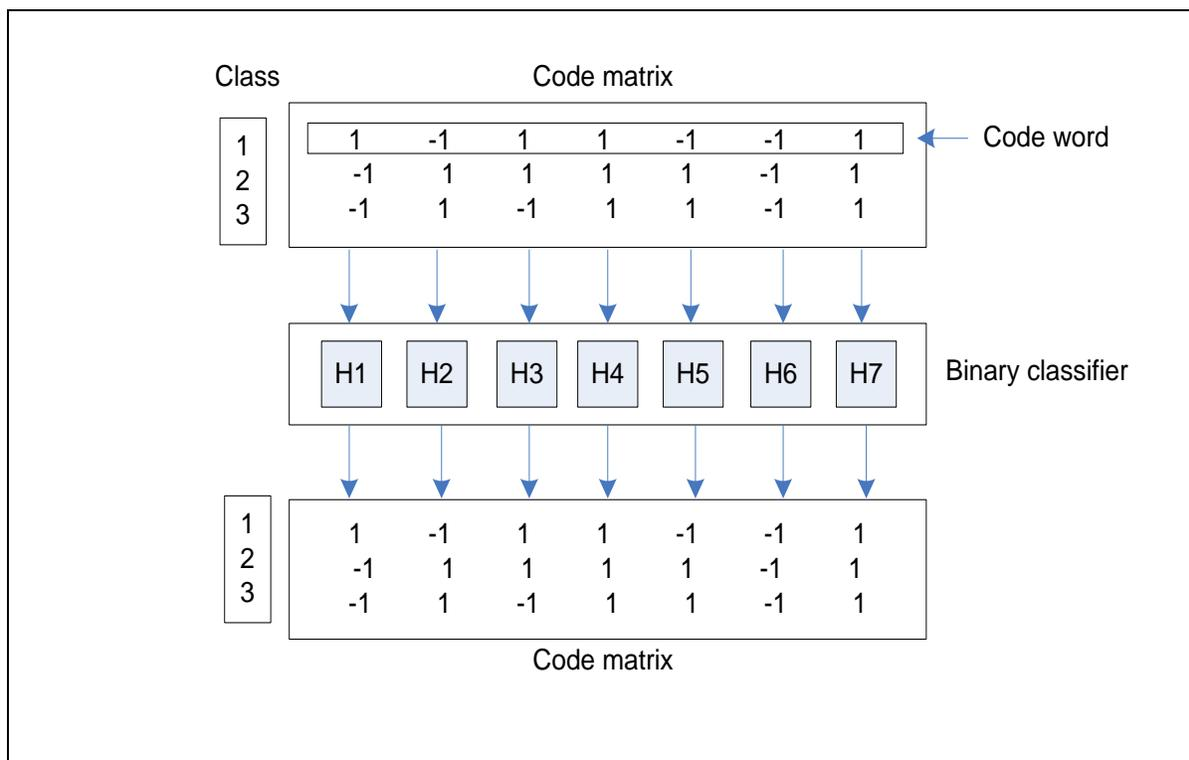 Class Code matrix
1 1 -1 1 1 -1 -1 1 Code word
2 -1 1 1 1 1 -1 1
3 -1 1 -1 1 1 -1 1
H1 H2 H3 H4 H5 H6 H7 Binary classifier
1 1 -1 1 1 -1 -1 1
2 -1 1 1 1 1 -1 1
3 -1 1 -1 1 1 -1 1
Code matrix